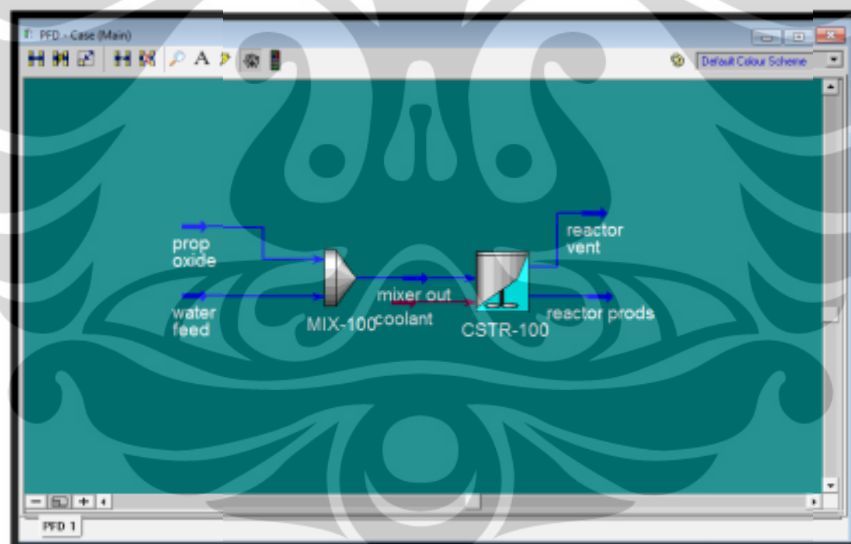 PFD - Case (Main)
A
Default Colour Scheme
prop
oxide
water
feed
MIX-100
mixer out
coolant
CSTR-100
reactor
vent
reactor prods
PFD 1